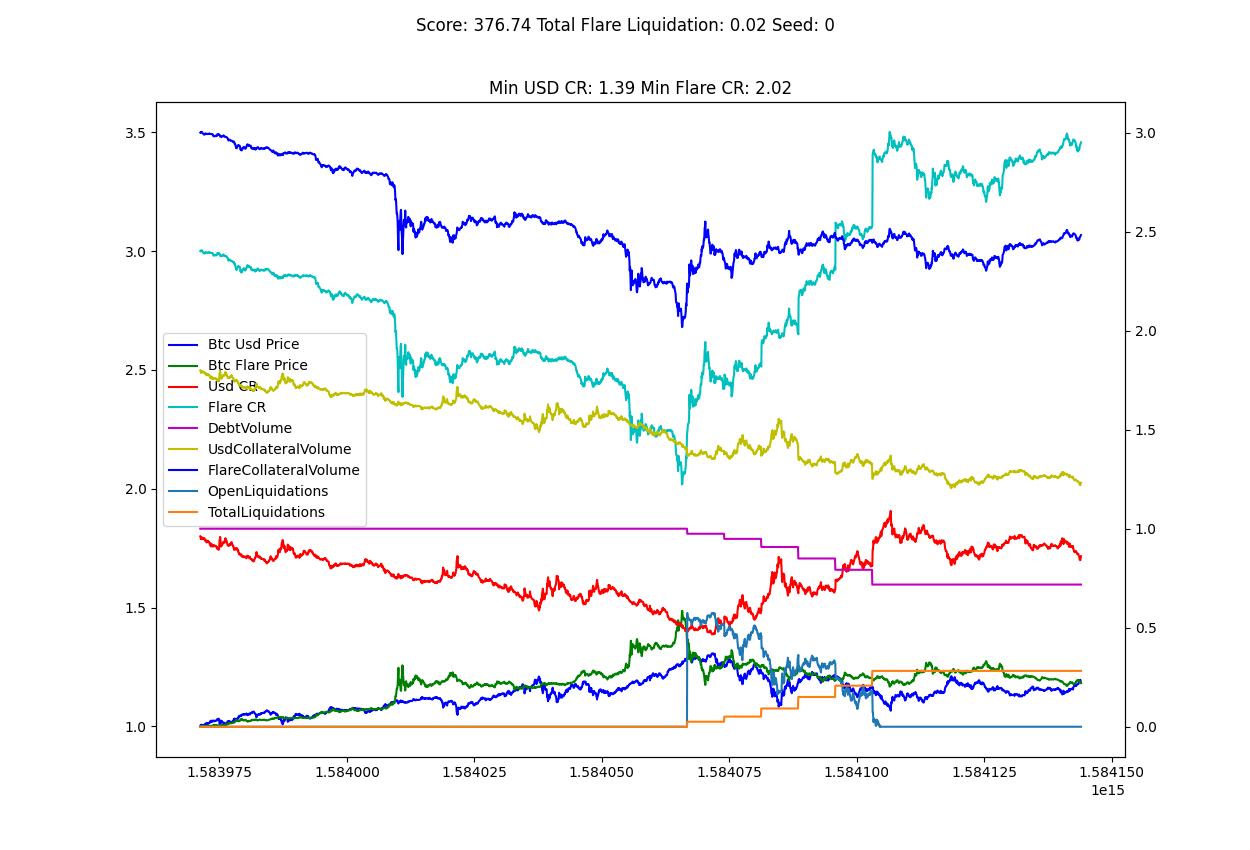 Score: 376.74 Total Flare Liquidation: 0.02 Seed: 0
Min USD CR: 1.39 Min Flare CR: 2.02
3.5
3.0
2.5
2.0
1.5
1.0
3.0
2.5
2.0
1.5
1.0
0.5
0.0
Btc Usd Price
Btc Flare Price
Usd CR
Flare CR
DebtVolume
UsdCollateralVolume
FlareCollateralVolume
OpenLiquidations
TotalLiquidations
1.583975 1.584000 1.584025 1.584050 1.584075 1.584100 1.584125 1.584150
1e15